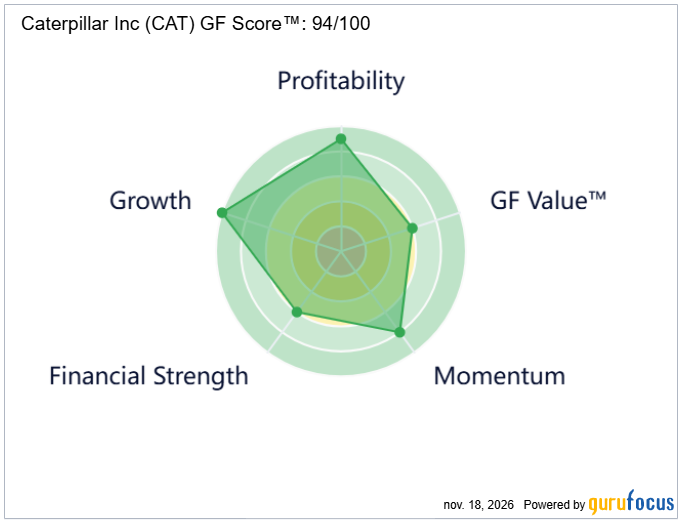 Caterpillar Inc (CAT) GF Score™: 94/100
Profitability
Growth
GF Value™
Financial Strength
Momentum
nov. 18, 2026 Powered by gurufocus